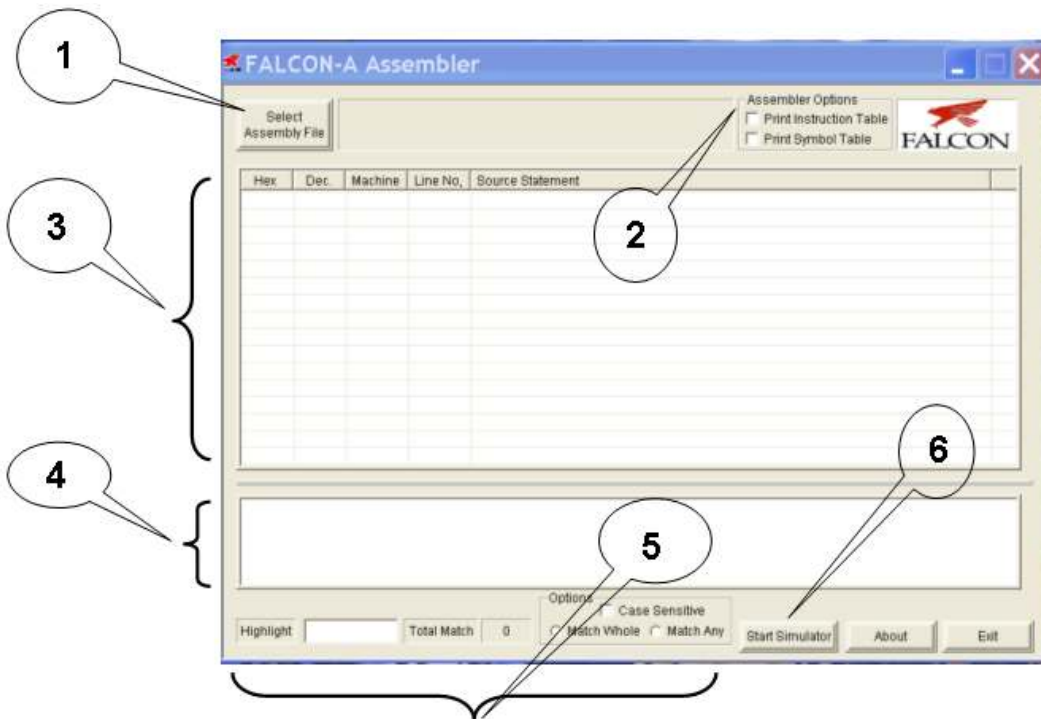 1
FALCON-A Assembler
Select
Assembly File
Assembler Options
Print Instruction Table
Print Symbol Table
FALCON
Hex Dec. Machine Line No, Source Statement
3
2
4
6
5
Options
Case Sensitive
Highlight Total Match 0 Match Whole Match Any Start Simulator About Exit